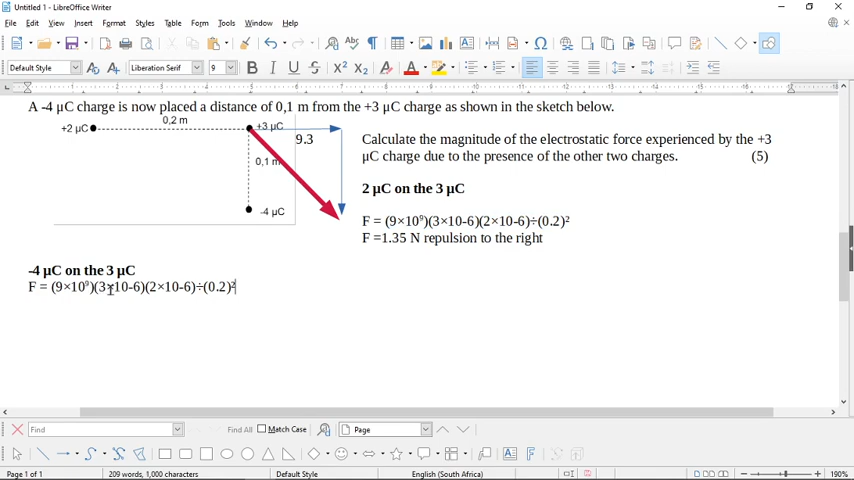 Untitled 1 - LibreOffice Writer
File Edit View Insert Format Styles Table Form Tools Window Help
Default Style Liberation Serif 9
A -4 µC charge is now placed a distance of 0,1 m from the +3 µC charge as shown in the sketch below.
0,2 m
+2 µC +3 µC
9.3 Calculate the magnitude of the electrostatic force experienced by the +3
µC charge due to the presence of the other two charges. (5)
0,1 m
-4 µC
2 µC on the 3 µC
F = (9×10⁹)(3×10-6)(2×10-6)÷(0.2)²
F =1.35 N repulsion to the right
-4 µC on the 3 µC
F = (9×10⁹)(3×10-6)(2×10-6)÷(0.2)²
Find Find All Match Case Page
Page 1 of 1 209 words, 1,000 characters Default Style English (South Africa) 190%